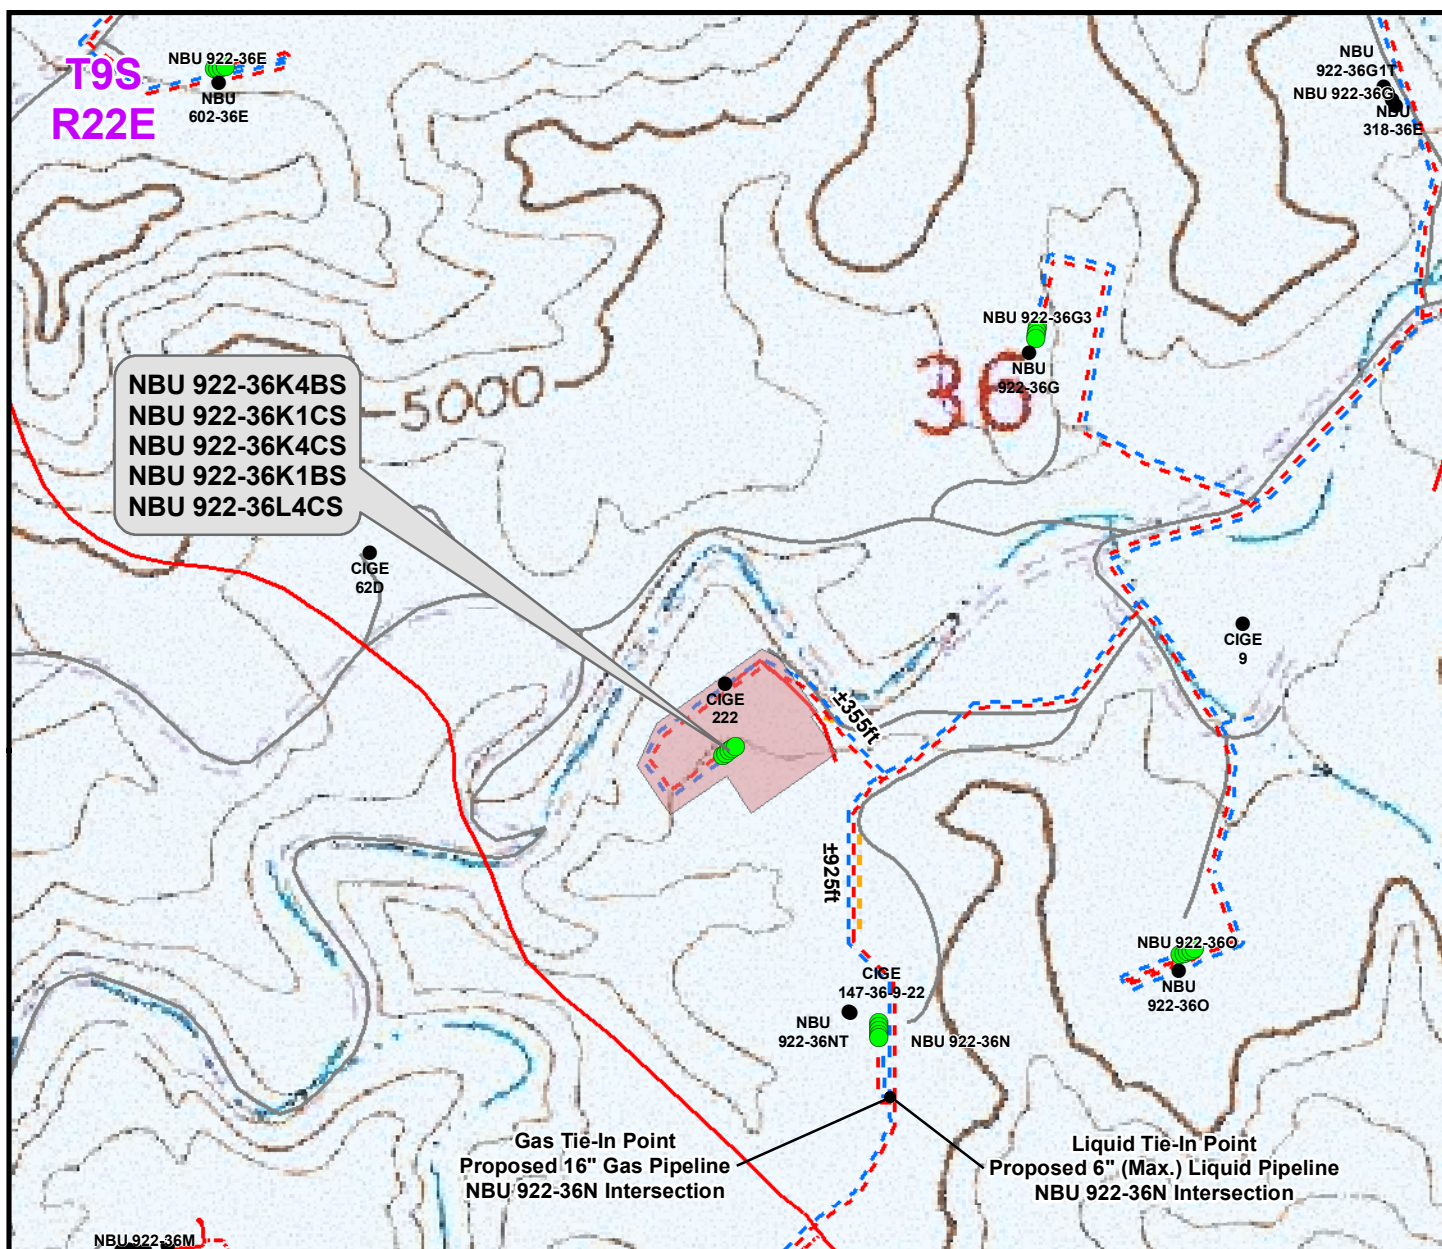 T9S
R22E
NBU 922-36E
NBU
602-36E
NBU
922-36G1T
NBU 922-36G
NBU
318-36E
NBU 922-36G3
NBU
922-36G
36
5000
NBU 922-36K4BS
NBU 922-36K1CS
NBU 922-36K4CS
NBU 922-36K1BS
NBU 922-36L4CS
CIGE
62D
CIGE
9
CIGE
222
±355ft
±925ft
NBU 922-36O
NBU
922-36O
CIGE
147-36-9-22
NBU
922-36NT
NBU 922-36N
Gas Tie-In Point
Proposed 16" Gas Pipeline
NBU 922-36N Intersection
Liquid Tie-In Point
Proposed 6" (Max.) Liquid Pipeline
NBU 922-36N Intersection
NBU 922-36M